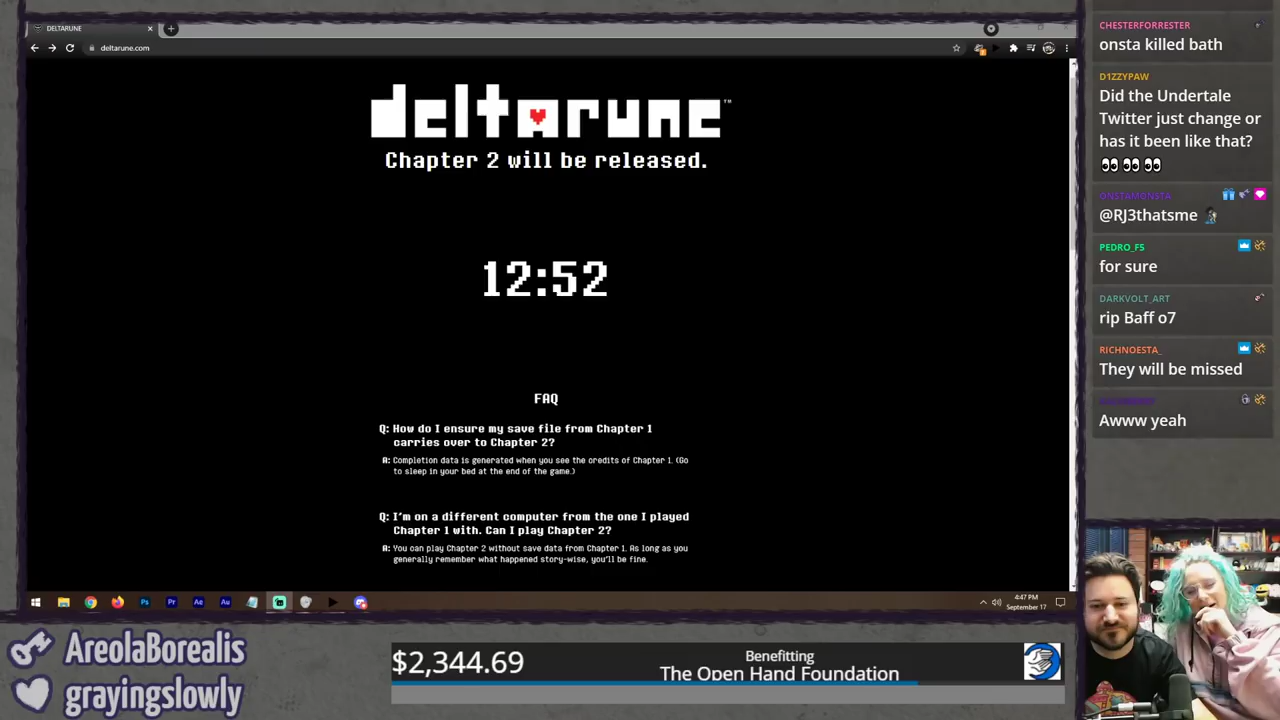 DELTARUNE
deltarune.com
deltarune™
Chapter 2 will be released.
12:52
FAQ
Q: How do I ensure my save file from Chapter 1
carries over to Chapter 2?
A: Completion data is generated when you see the credits of Chapter 1. (Go
to sleep in your bed at the end of the game.)
Q: I'm on a different computer from the one I played
Chapter 1 with. Can I play Chapter 2?
A: You can play Chapter 2 without save data from Chapter 1. As long as you
generally remember what happened story-wise, you'll be fine.
Ps
Pr
Ae
Au
4:47 PM
September 17
CHESTERFORRESTER
onsta killed bath
D1ZZYPAW
Did the Undertale
Twitter just change or
has it been like that?
ONSTAMONSTA
@RJ3thatsme
PEDRO_F5
for sure
DARKVOLT_ART
rip Baff o7
RICHNOESTA_
They will be missed
Awww yeah
AreolaBorealis
grayingslowly
$2,344.69
Benefitting
The Open Hand Foundation